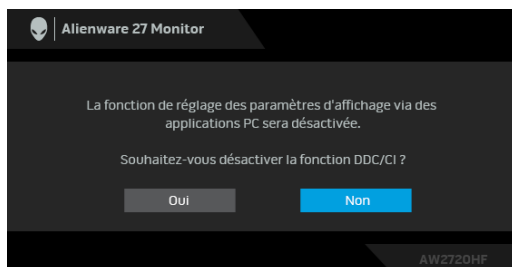 Alienware 27 Monitor
La fonction de réglage des paramètres d'affichage via des
applications PC sera désactivée.
Souhaitez-vous désactiver la fonction DDC/CI ?
Oui
Non
AW2720HF